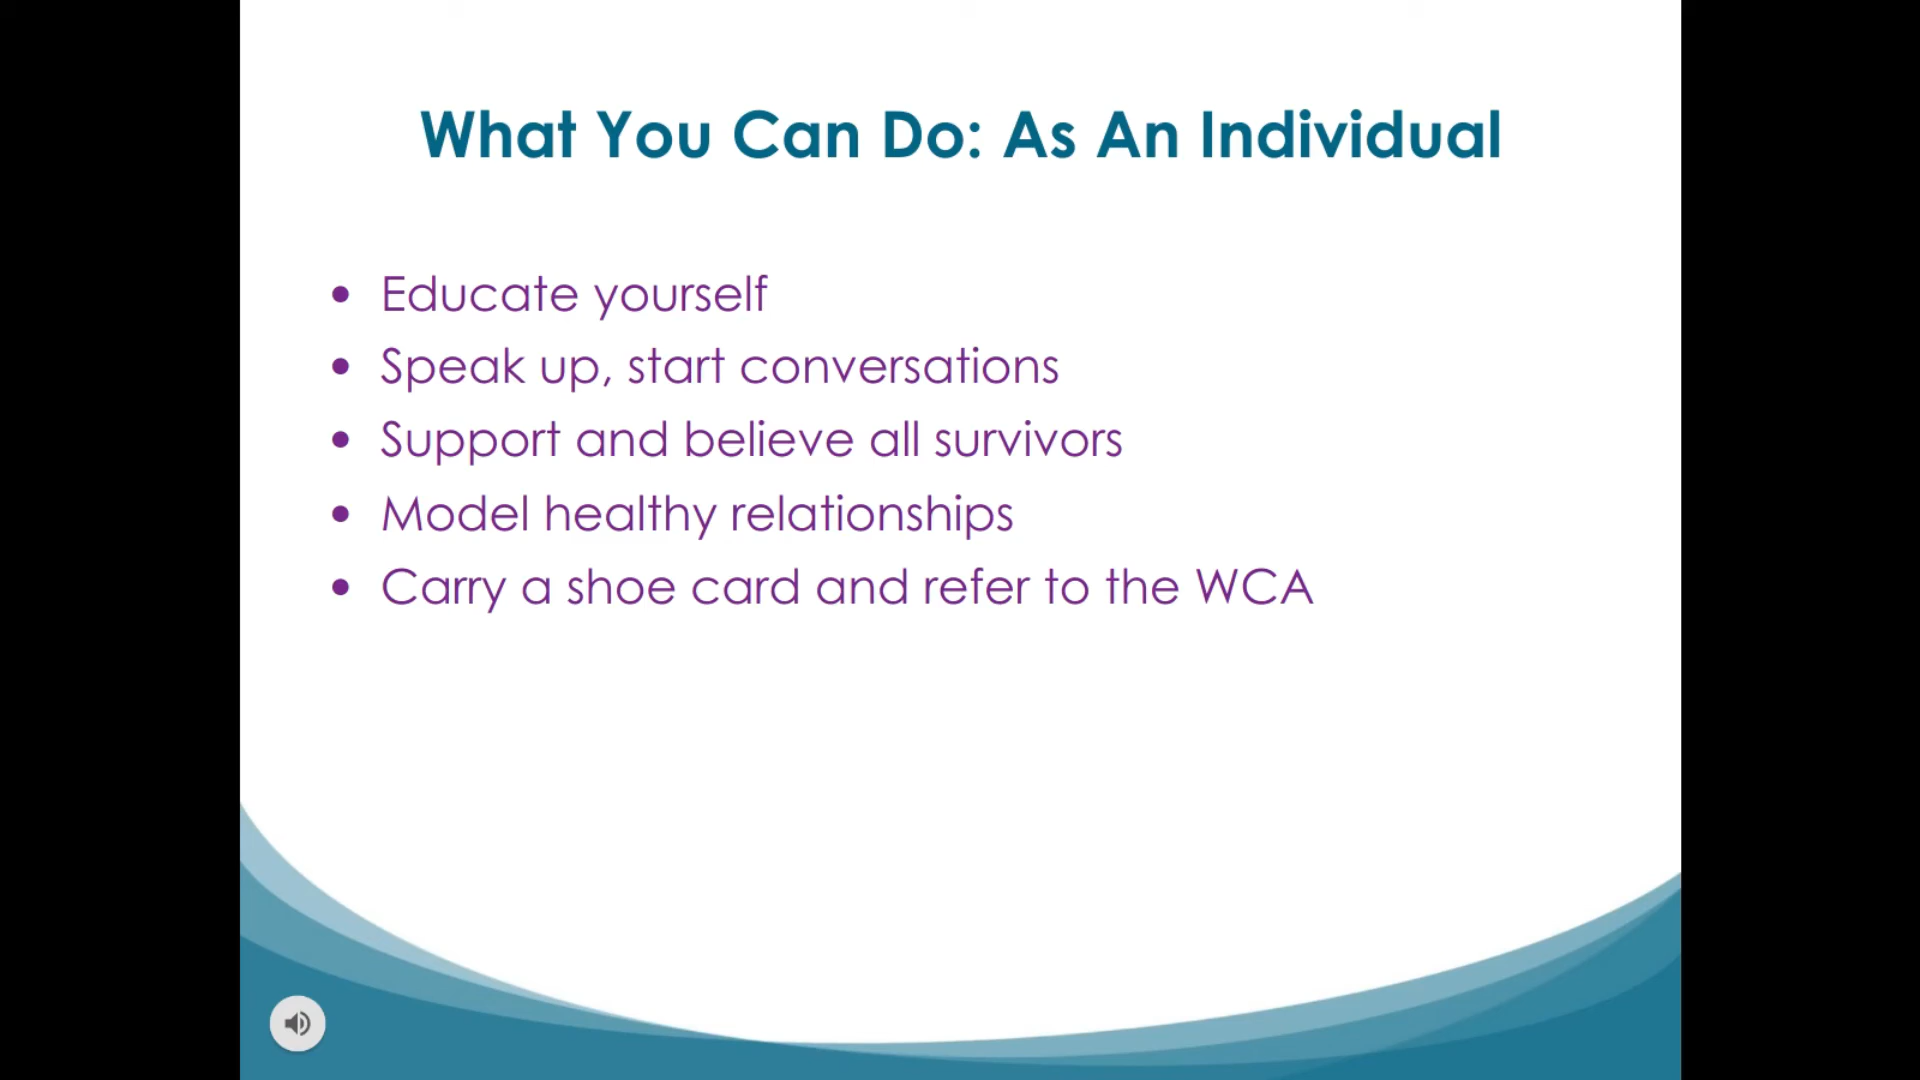 What You Can Do: As An Individual
• Educate yourself
• Speak up, start conversations
• Support and believe all survivors
• Model healthy relationships
• Carry a shoe card and refer to the WCA